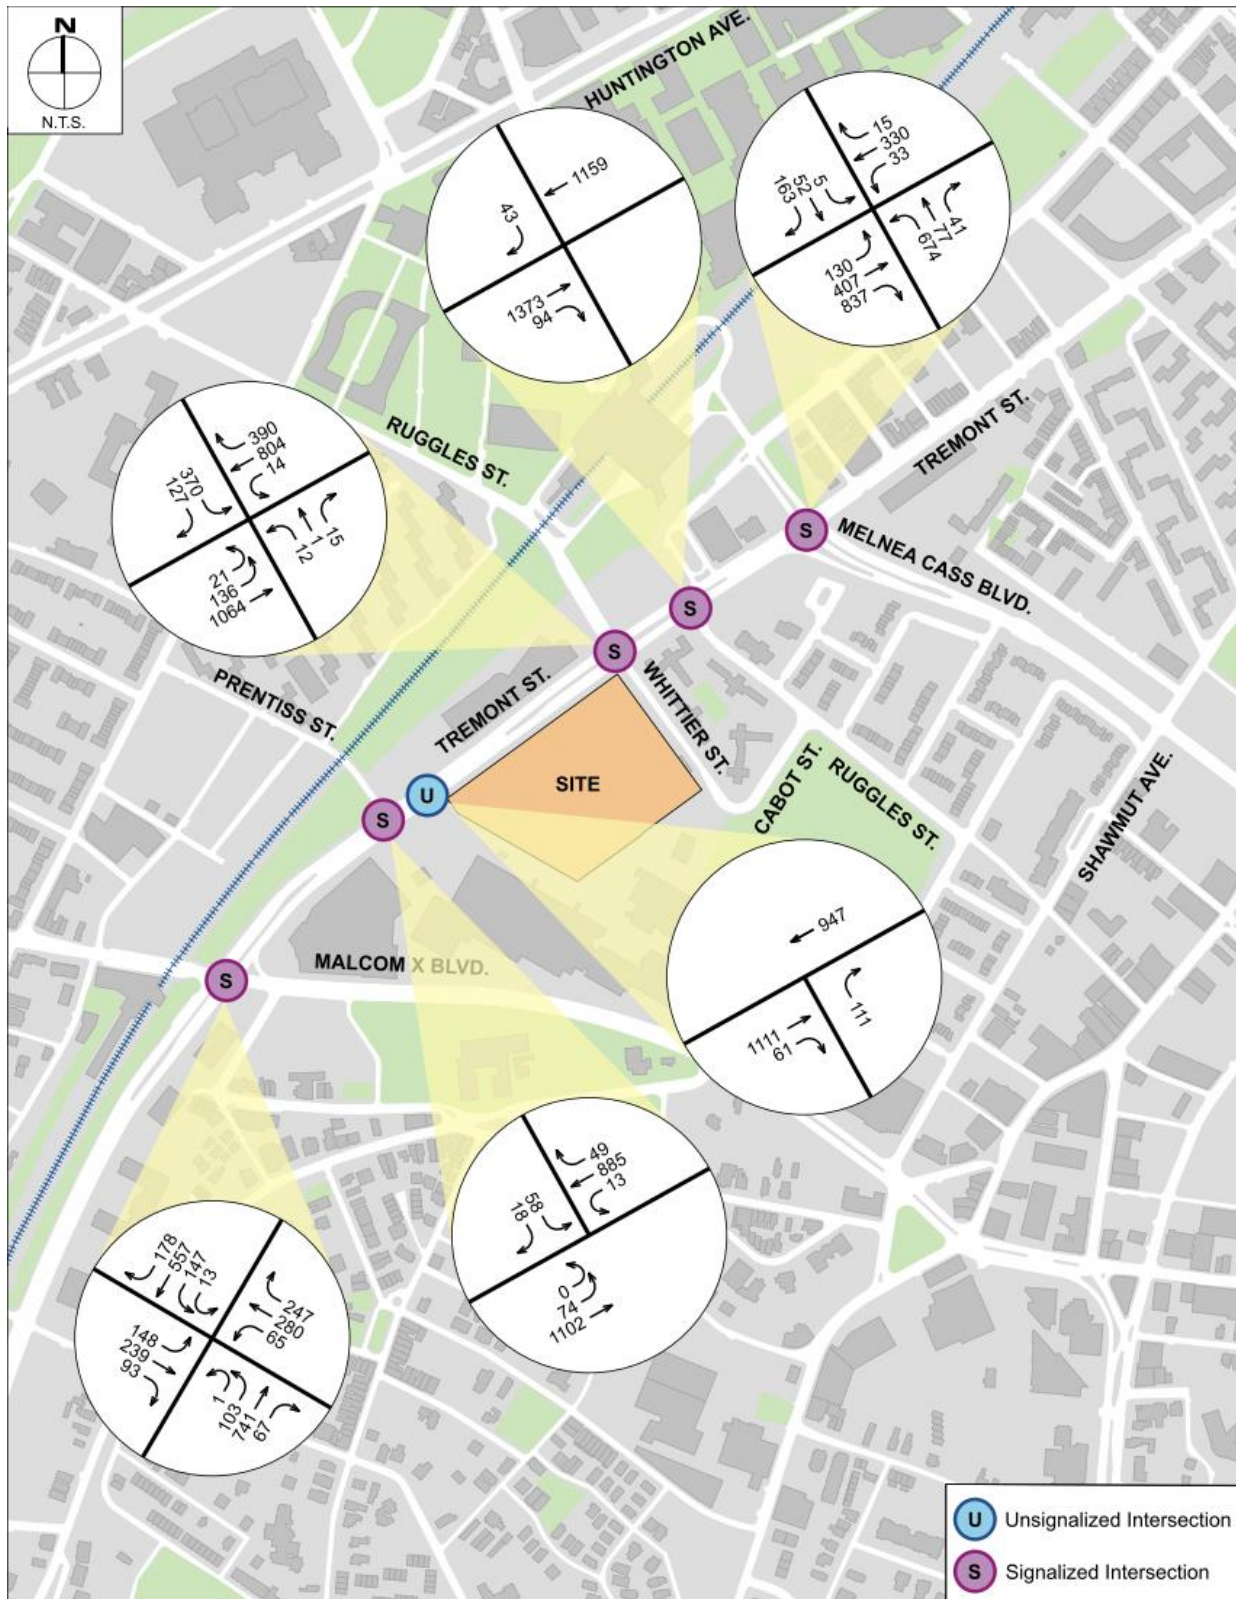 N
N.T.S.
HUNTINGTON AVE.
1159
43
1373
94
15
330
33
5
52
163
41
77
674
130
407
837
RUGGLES ST.
TREMONT ST.
MELNEA CASS BLVD.
390
804
14
370
127
15
1
12
21
136
1064
S
S
S
PRENTISS ST.
TREMONT ST.
WHITTIER ST.
SITE
U
S
CABOT ST.
RUGGLES ST.
SHAWMUT AVE.
MALCOM X BLVD.
S
947
111
1111
61
49
885
13
58
18
0
74
1102
178
557
147
13
247
280
65
148
239
93
1
103
741
67
U Unsignalized Intersection
S Signalized Intersection